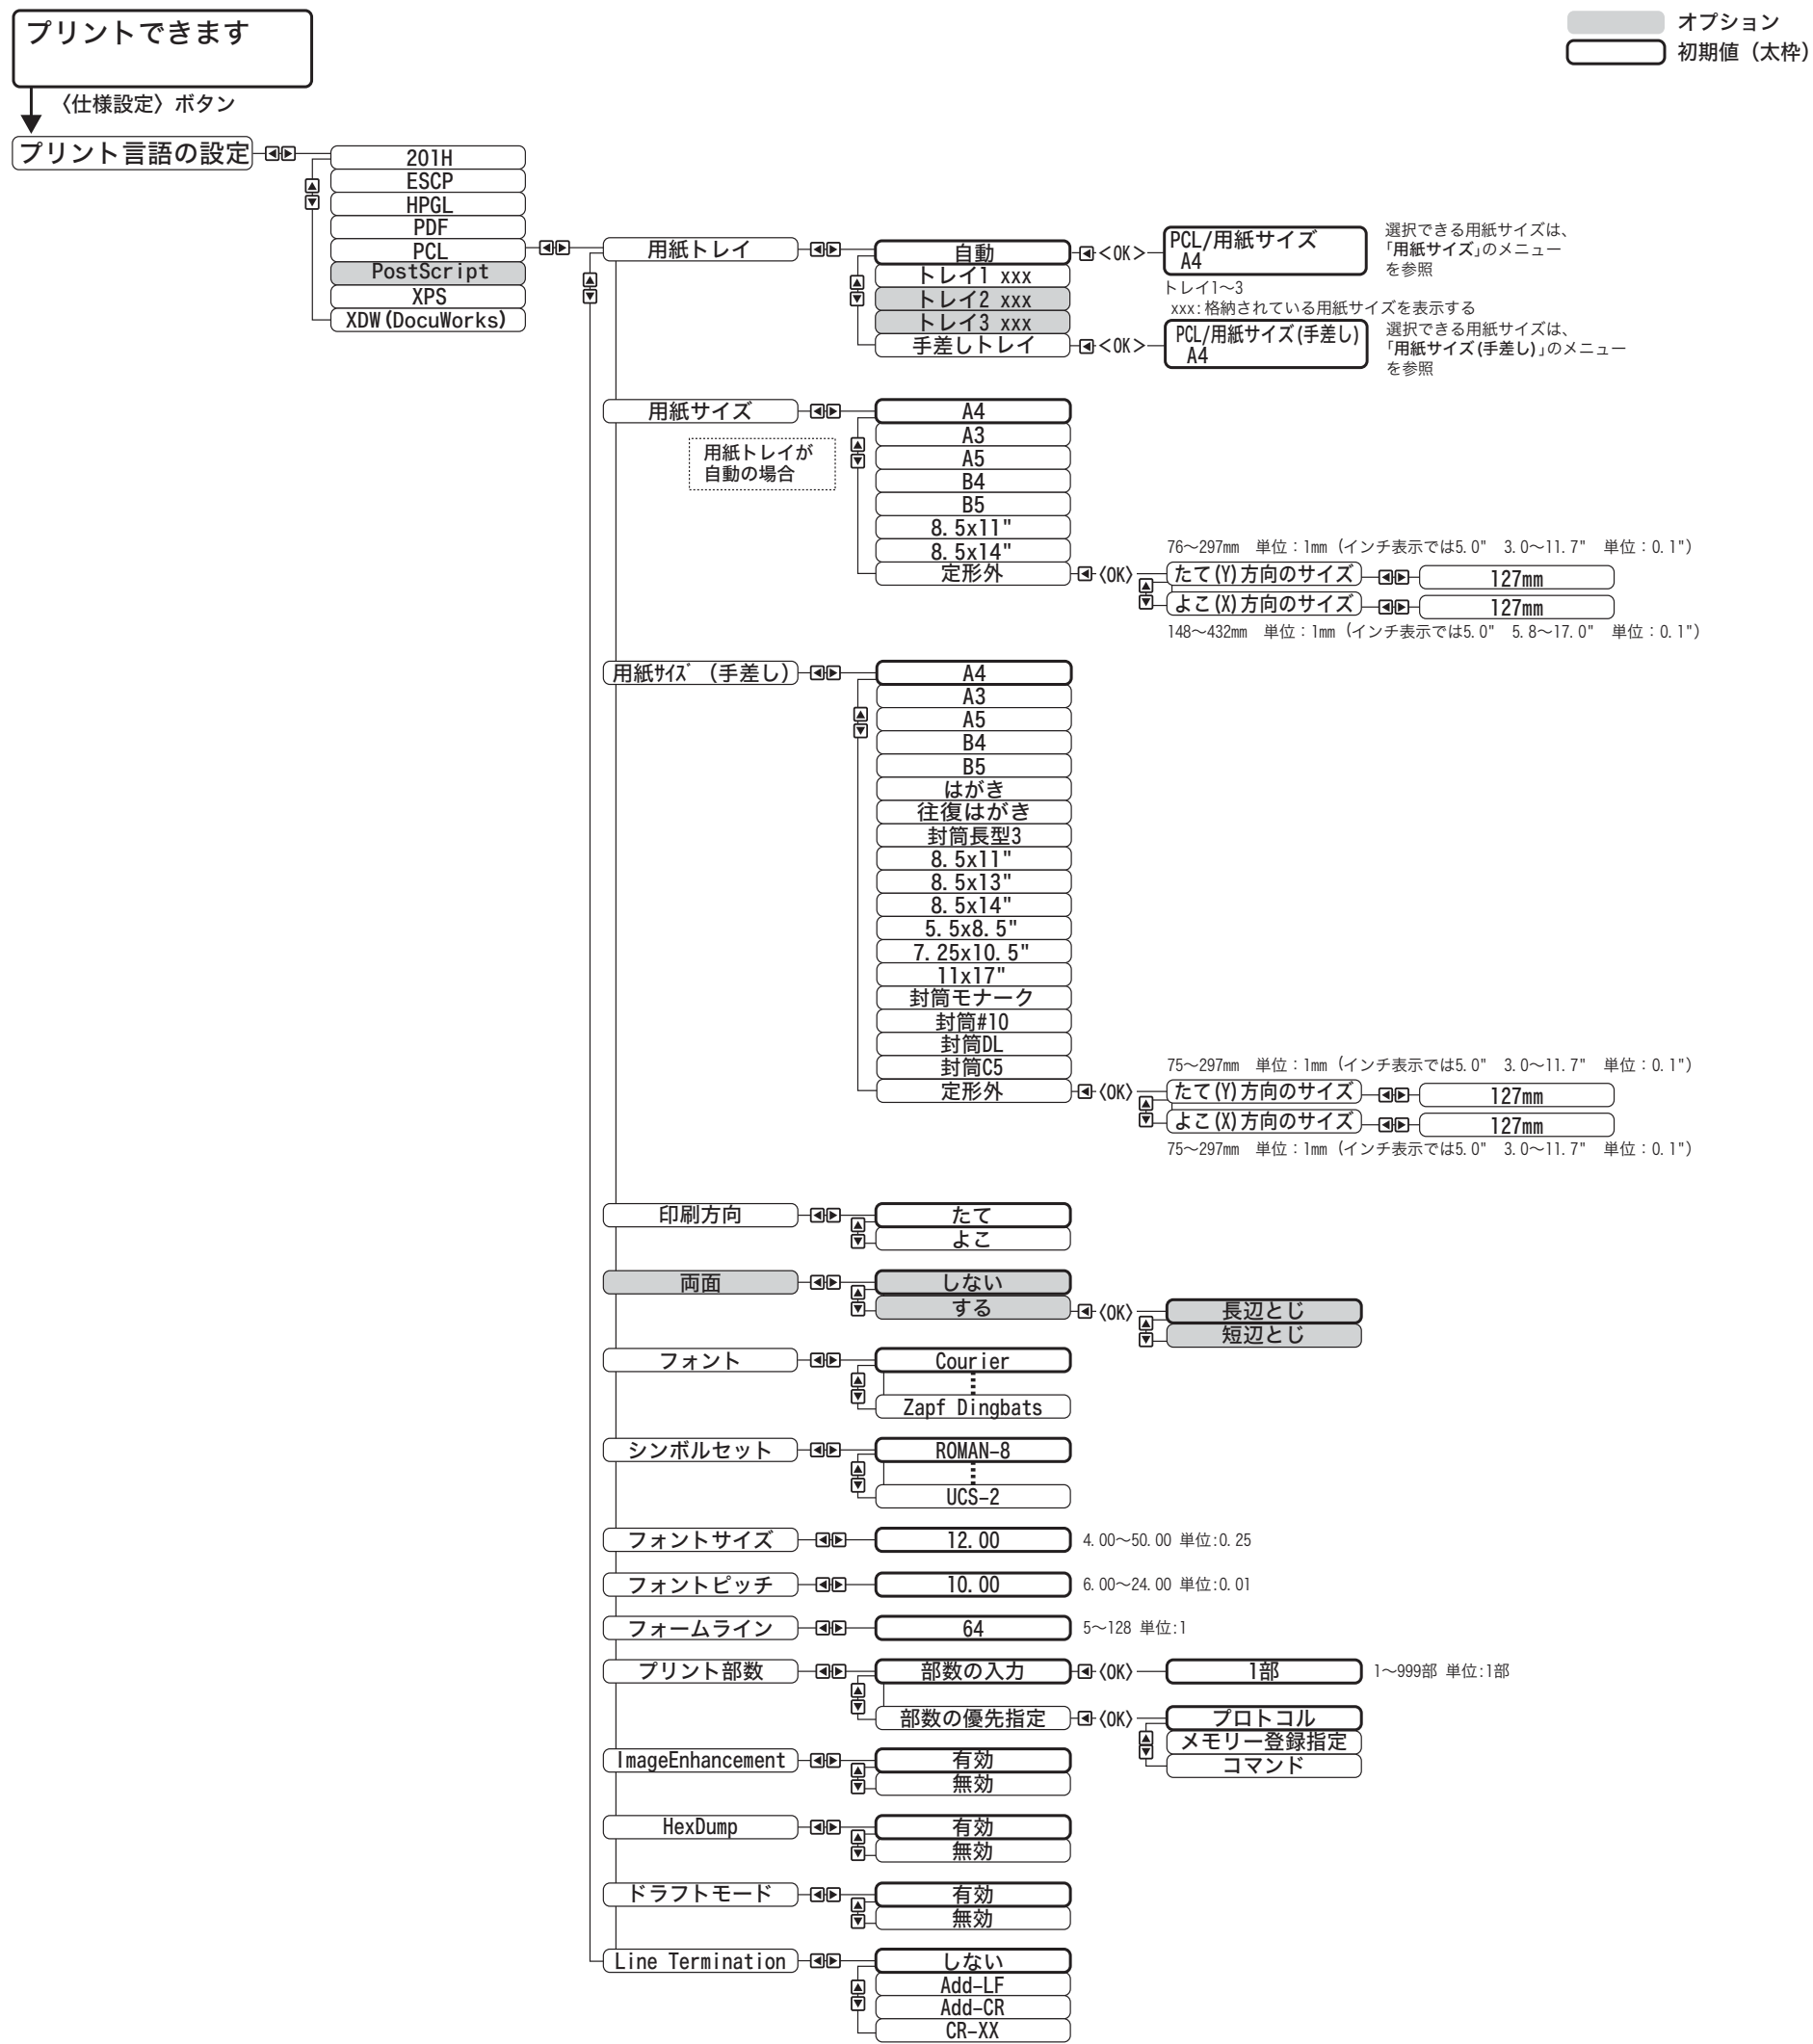 プリントできます
オプション
初期値（太枠）
〈仕様設定〉ボタン
プリント言語の設定
201H
ESCP
HPGL
PDF
PCL
PostScript
XPS
XDW(DocuWorks)
用紙トレイ
自動
トレイ1 xxx
トレイ2 xxx
トレイ3 xxx
手差しトレイ
<OK>
PCL/用紙サイズ
A4
選択できる用紙サイズは、
「用紙サイズ」のメニュー
を参照
トレイ1～3
xxx:格納されている用紙サイズを表示する
<OK>
PCL/用紙サイズ(手差し)
A4
選択できる用紙サイズは、
「用紙サイズ(手差し)」のメニュー
を参照
用紙サイズ
用紙トレイが
自動の場合
A4
A3
A5
B4
B5
8.5x11"
8.5x14"
定形外
〈OK〉
76～297mm 単位：1mm（インチ表示では5.0" 3.0～11.7" 単位：0.1"）
たて(Y)方向のサイズ
127mm
よこ(X)方向のサイズ
127mm
148～432mm 単位：1mm（インチ表示では5.0" 5.8～17.0" 単位：0.1"）
用紙ｻｲｽﾞ（手差し）
A4
A3
A5
B4
B5
はがき
往復はがき
封筒長型3
8.5x11"
8.5x13"
8.5x14"
5.5x8.5"
7.25x10.5"
11x17"
封筒モナーク
封筒#10
封筒DL
封筒C5
定形外
〈OK〉
75～297mm 単位：1mm（インチ表示では5.0" 3.0～11.7" 単位：0.1"）
たて(Y)方向のサイズ
127mm
よこ(X)方向のサイズ
127mm
75～297mm 単位：1mm（インチ表示では5.0" 3.0～11.7" 単位：0.1"）
印刷方向
たて
よこ
両面
しない
する
〈OK〉
長辺とじ
短辺とじ
フォント
Courier
Zapf Dingbats
シンボルセット
ROMAN-8
UCS-2
フォントサイズ
12.00
4.00～50.00 単位:0.25
フォントピッチ
10.00
6.00～24.00 単位:0.01
フォームライン
64
5～128 単位:1
プリント部数
部数の入力
〈OK〉
1部
1～999部 単位:1部
部数の優先指定
〈OK〉
プロトコル
メモリー登録指定
コマンド
ImageEnhancement
有効
無効
HexDump
有効
無効
ドラフトモード
有効
無効
Line Termination
しない
Add-LF
Add-CR
CR-XX